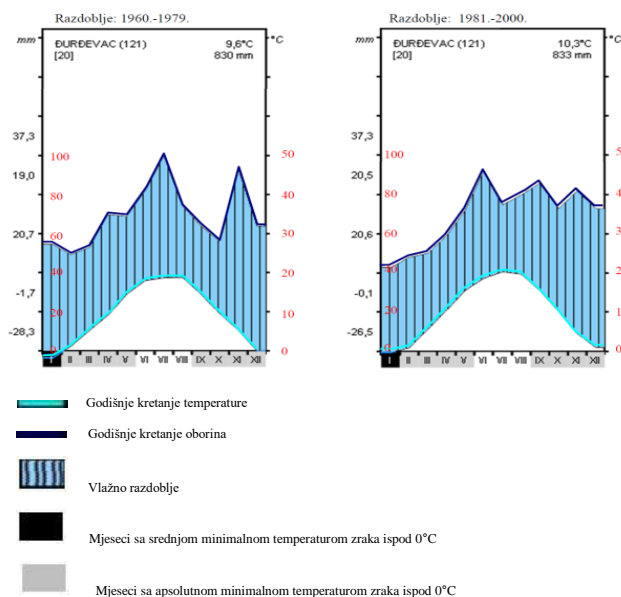 Razdoblje: 1960.-1979.
mm
°C
ĐURĐEVAC (121) 9,6°C
[20] 830 mm
37,3
19,0
20,7
-1,7
-28,3
100
80
60
40
20
0
50
40
30
20
10
0
I II III IV V VI VII VIII IX X XI XII
Razdoblje: 1981.-2000.
mm
°C
ĐURĐEVAC (121) 10,3°C
[20] 833 mm
37,3
20,5
20,6
-0,1
-26,5
100
80
60
40
20
0
I II III IV V VI VII VIII IX X XI XII
Godišnje kretanje temperature
Godišnje kretanje oborina
Vlažno razdoblje
Mjeseci sa srednjom minimalnom temperaturom zraka ispod 0°C
Mjeseci sa apsolutnom minimalnom temperaturom zraka ispod 0°C